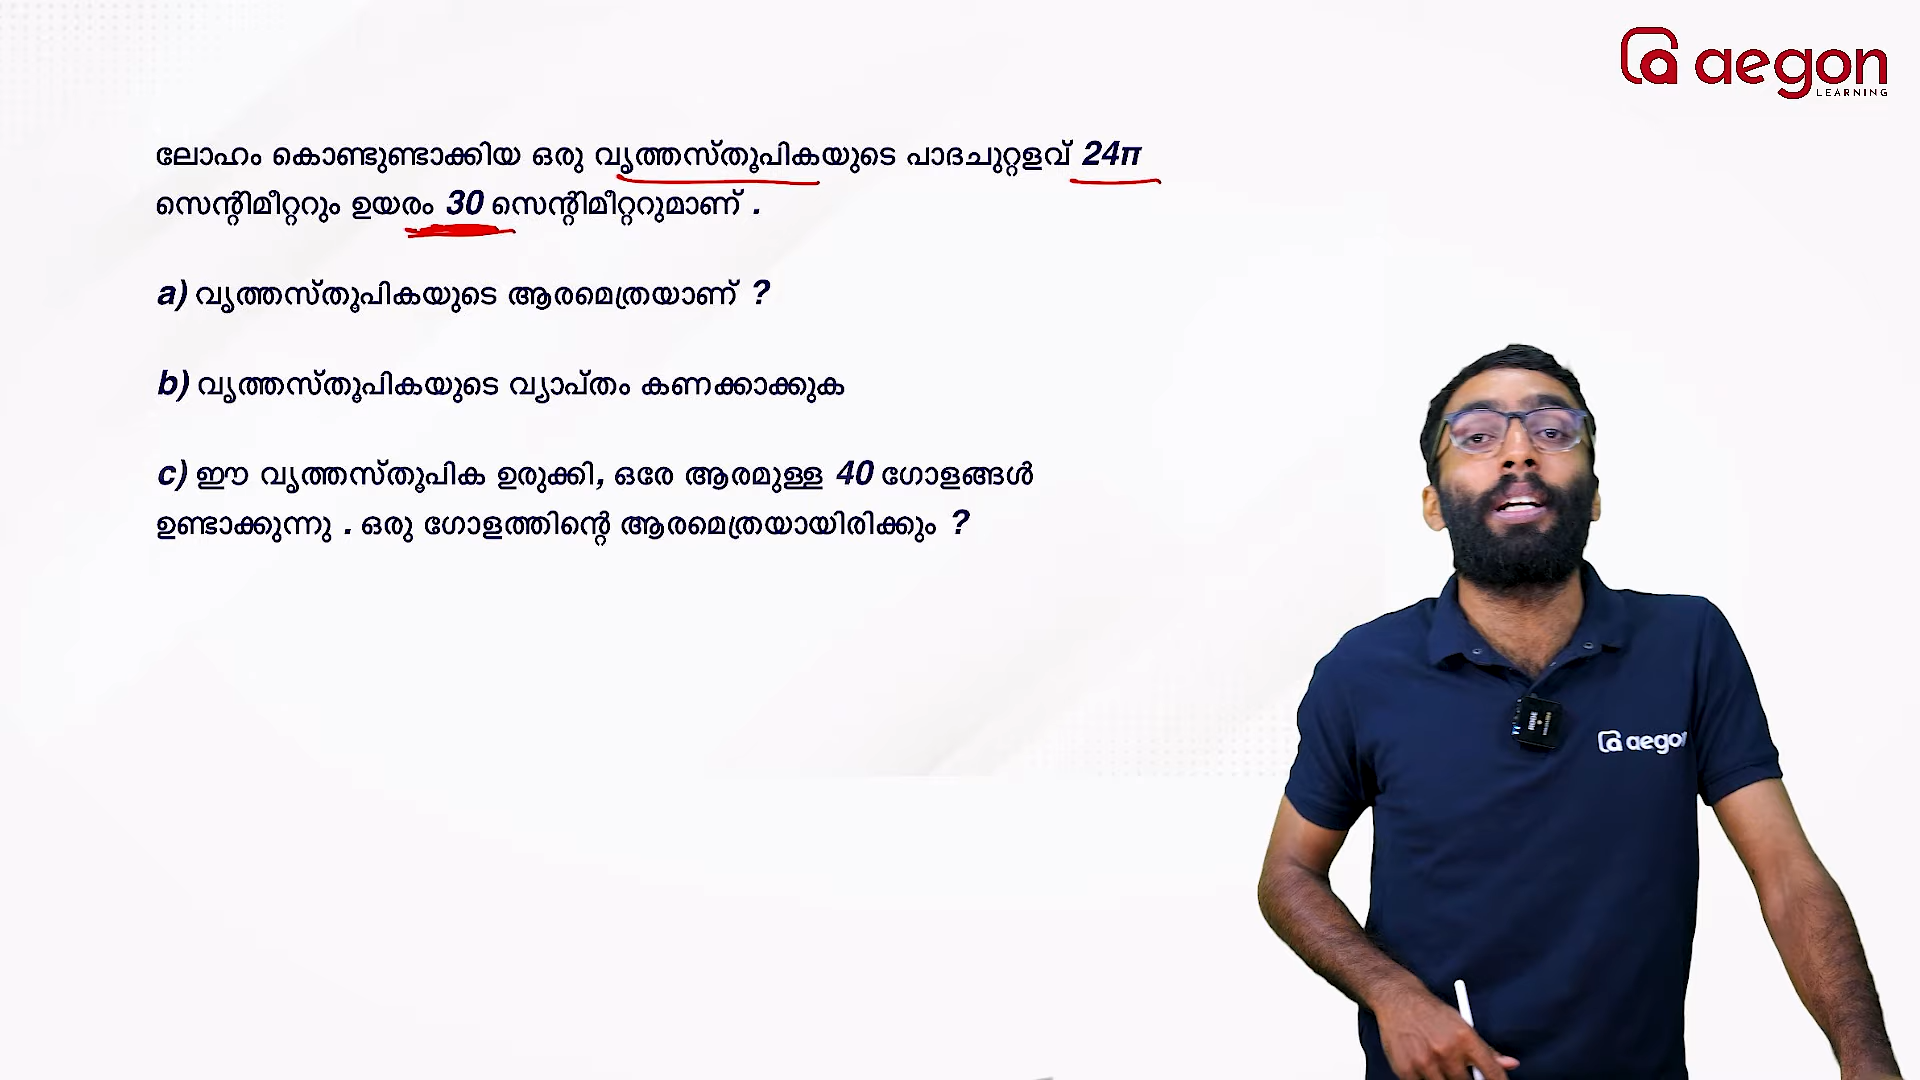 aegon
LEARNING
ലോഹം കൊണ്ടുണ്ടാക്കിയ ഒരു വൃത്തസ്തൂപികയുടെ പാദചുറ്റളവ് 24π
സെന്റിമീറ്ററും ഉയരം 30 സെന്റിമീറ്ററുമാണ് .
a) വൃത്തസ്തൂപികയുടെ ആരമെത്രയാണ് ?
b) വൃത്തസ്തൂപികയുടെ വ്യാപ്തം കണക്കാക്കുക
c) ഈ വൃത്തസ്തൂപിക ഉരുക്കി, ഒരേ ആരമുള്ള 40 ഗോളങ്ങൾ
ഉണ്ടാക്കുന്നു . ഒരു ഗോളത്തിന്റെ ആരമെത്രയായിരിക്കും ?
aegon